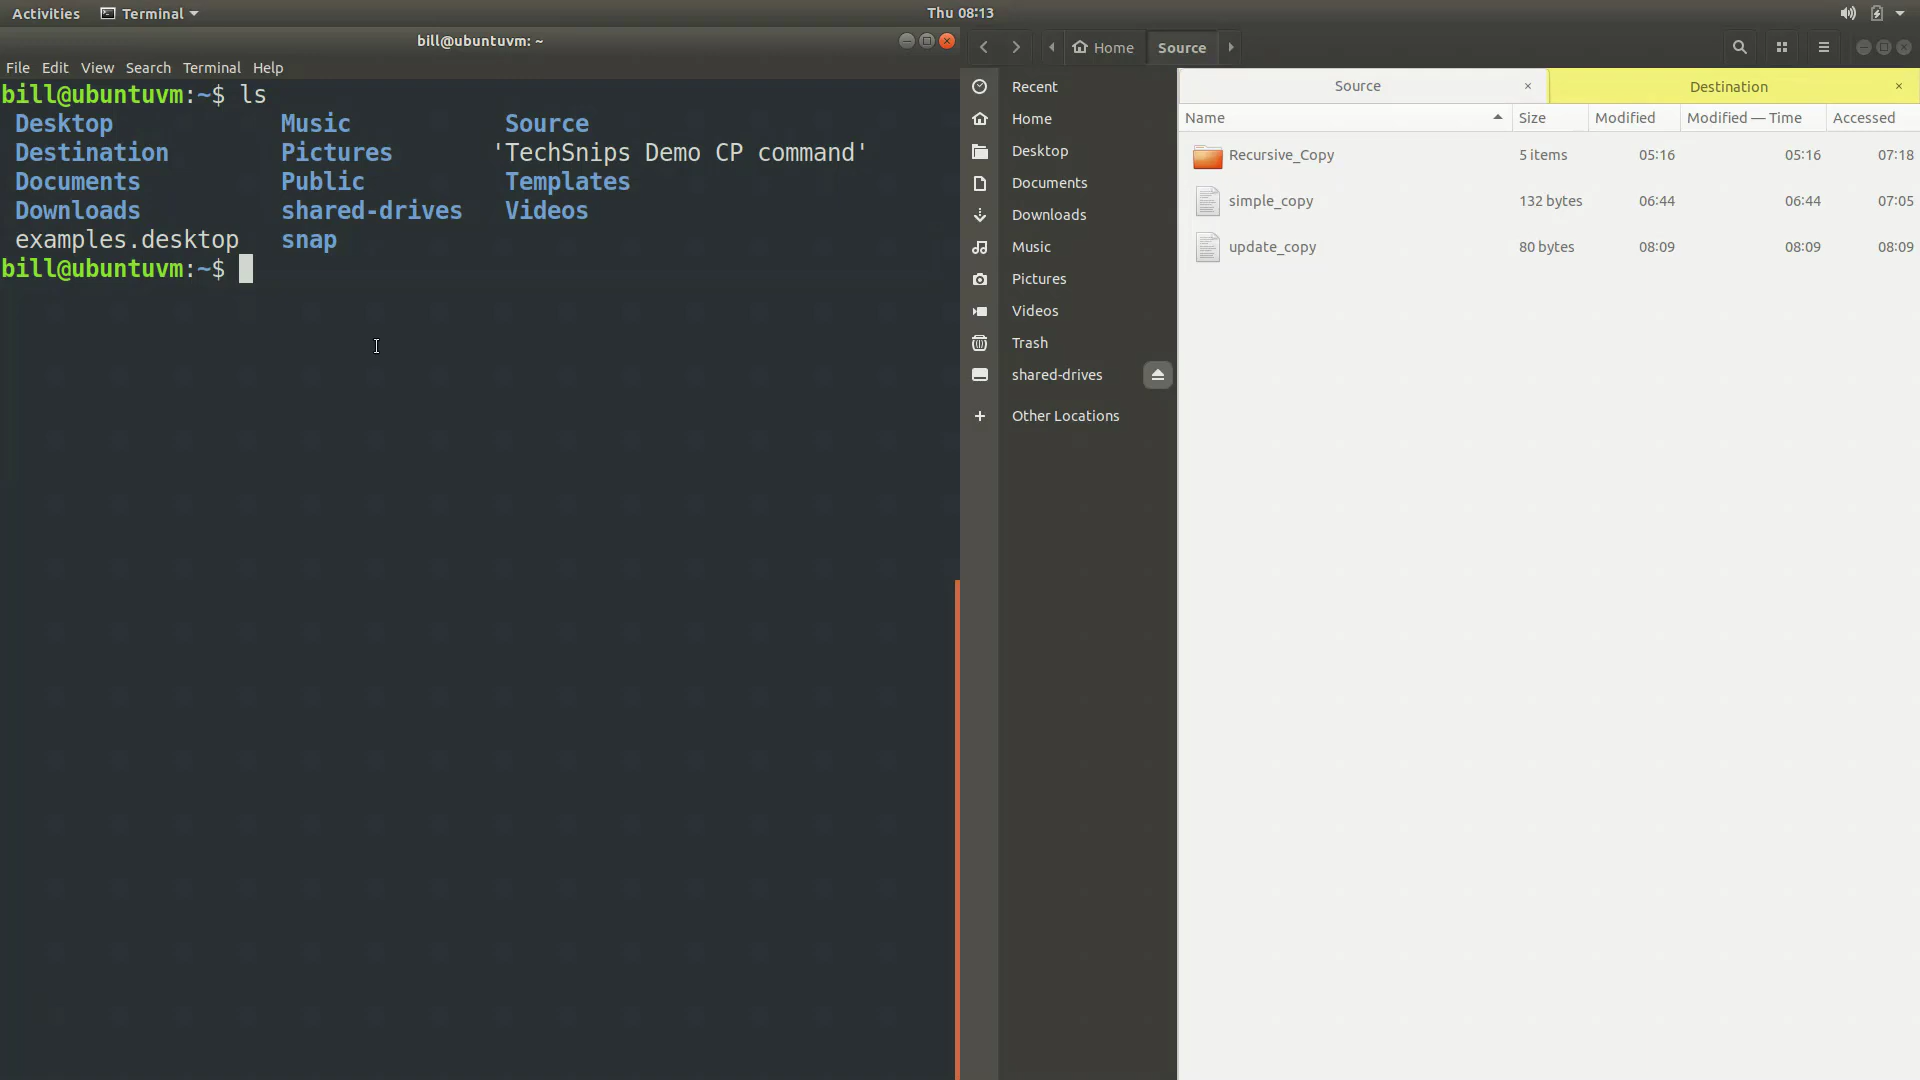 Activities Terminal Thu 08:13
bill@ubuntuvm: ~
File Edit View Search Terminal Help
bill@ubuntuvm:~$ ls
Desktop Music Source
Destination Pictures 'TechSnips Demo CP command'
Documents Public Templates
Downloads shared-drives Videos
examples.desktop snap
bill@ubuntuvm:~$
Home Source
Recent
Home
Desktop
Documents
Downloads
Music
Pictures
Videos
Trash
shared-drives
Other Locations
Source × Destination ×
Name Size Modified Modified — Time Accessed
Recursive_Copy 5 items 05:16 05:16 07:18
simple_copy 132 bytes 06:44 06:44 07:05
update_copy 80 bytes 08:09 08:09 08:09